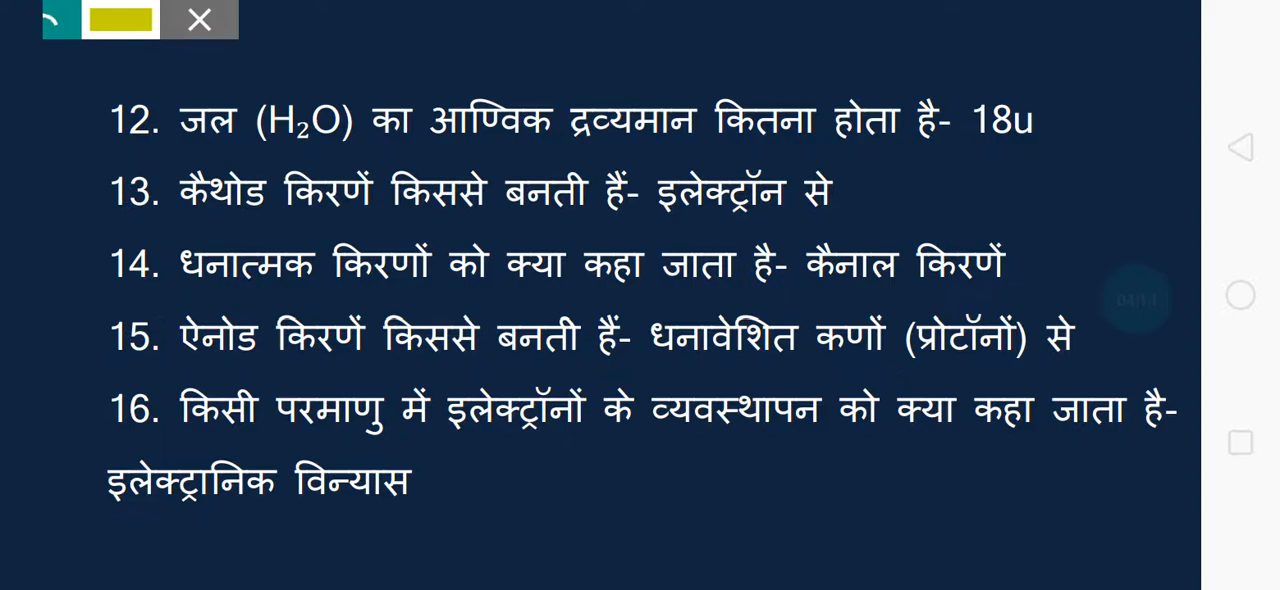 12. जल (H₂O) का आण्विक द्रव्यमान कितना होता है- 18u
13. कैथोड किरणें किससे बनती हैं- इलेक्ट्रॉन से
14. धनात्मक किरणों को क्या कहा जाता है- कैनाल किरणें
15. ऐनोड किरणें किससे बनती हैं- धनावेशित कणों (प्रोटॉनों) से
16. किसी परमाणु में इलेक्ट्रॉनों के व्यवस्थापन को क्या कहा जाता है-
इलेक्ट्रानिक विन्यास